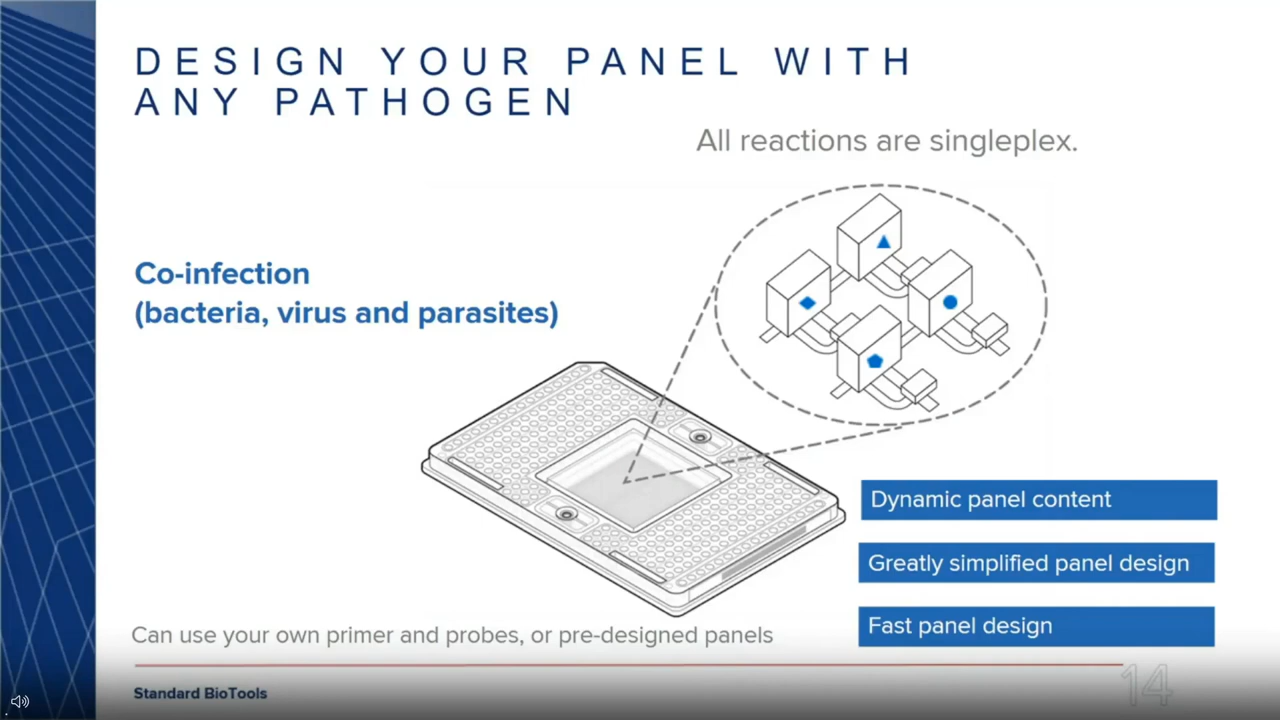 DESIGN YOUR PANEL WITH
ANY PATHOGEN
All reactions are singleplex.
Co-infection
(bacteria, virus and parasites)
Dynamic panel content
Greatly simplified panel design
Fast panel design
Can use your own primer and probes, or pre-designed panels
Standard BioTools
14